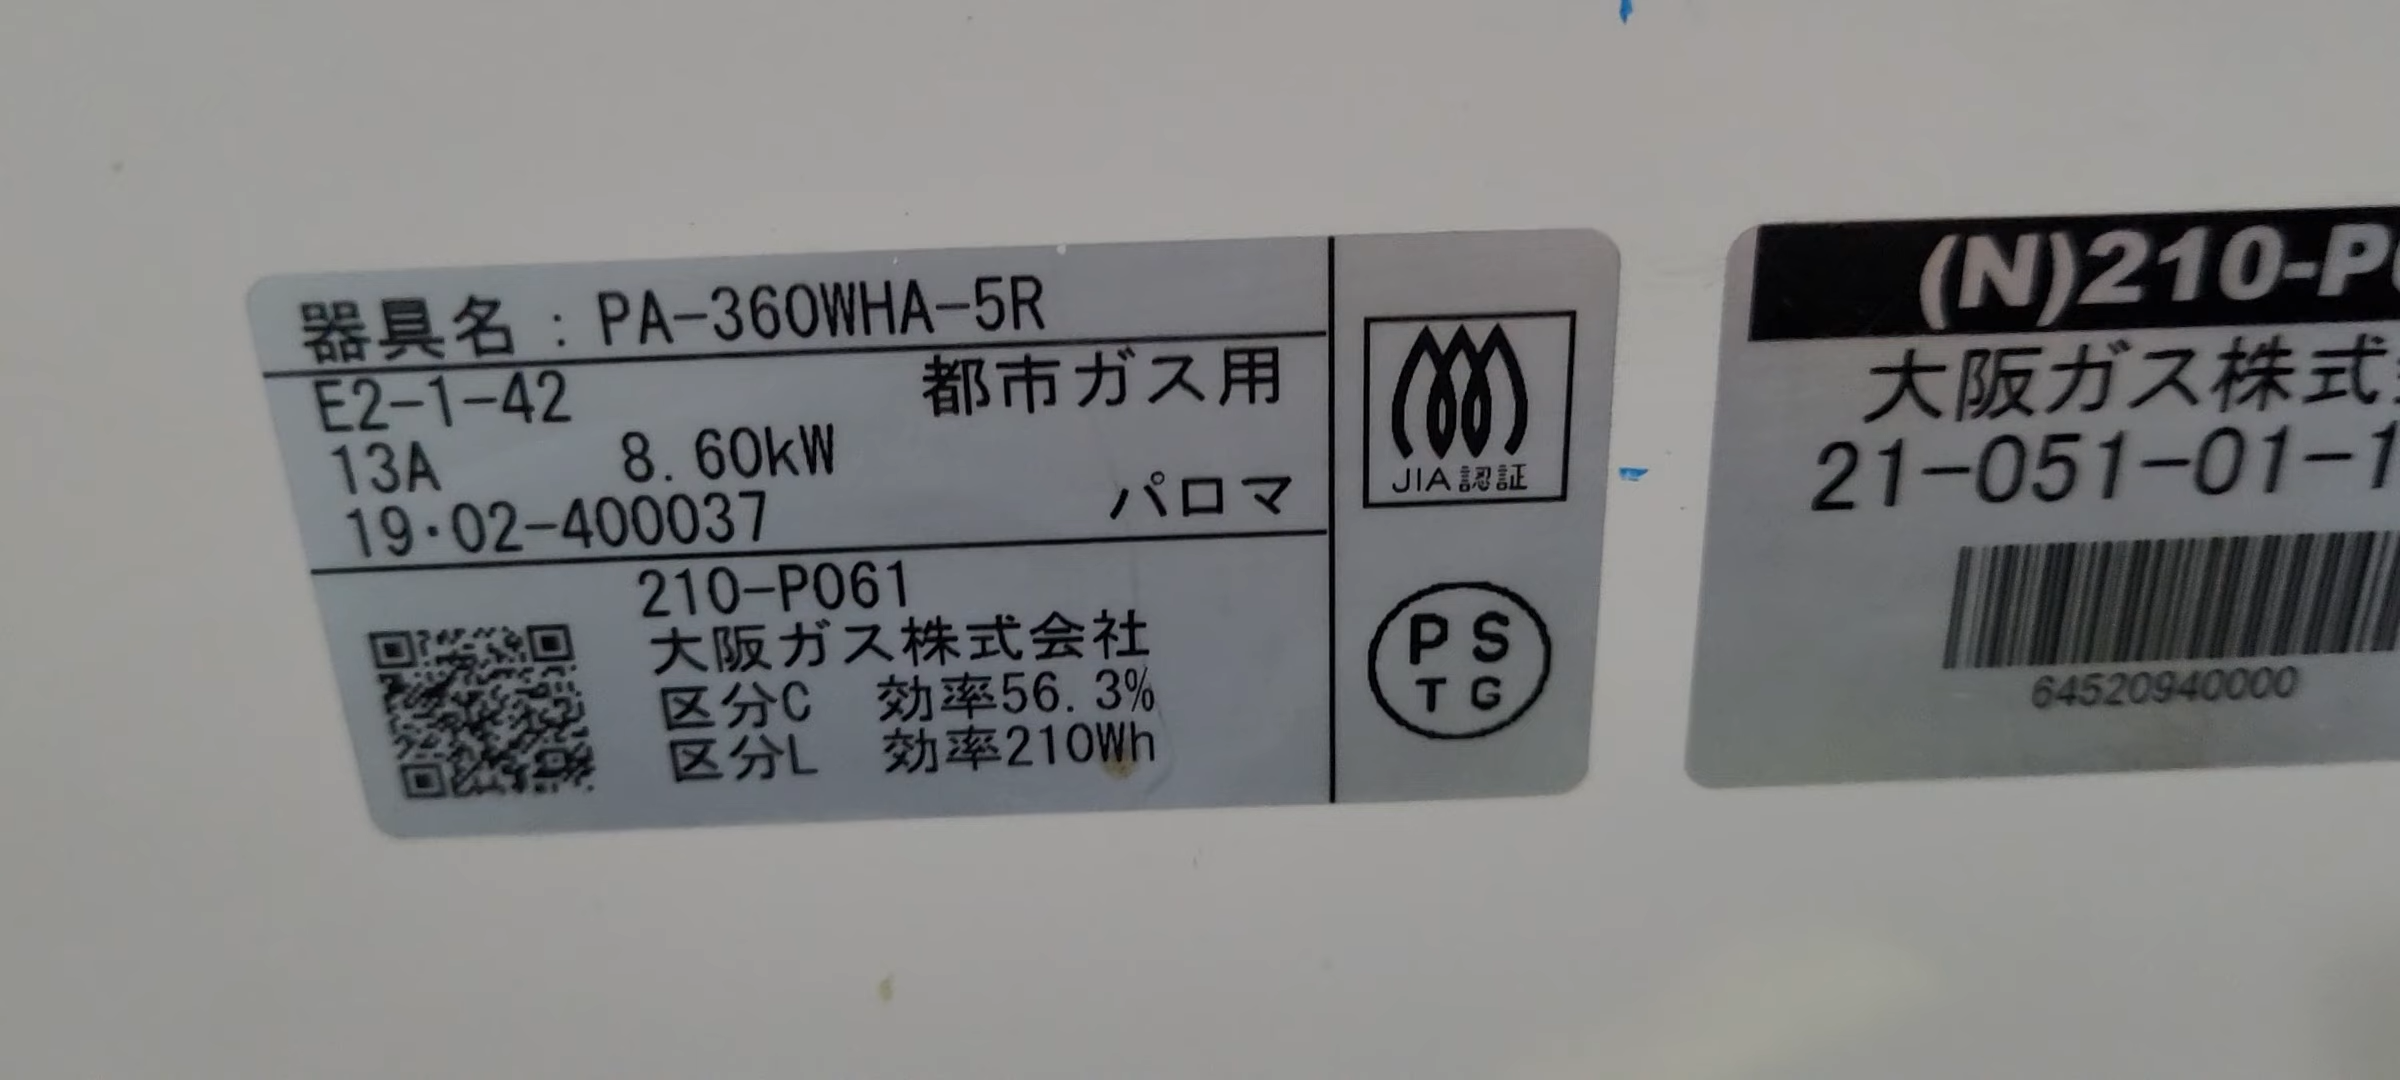 器具名：PA-360WHA-5R
E2-1-42 都市ガス用
13A 8.60kW
19・02-400037 パロマ
210-P061
大阪ガス株式会社
区分C 効率56.3%
区分L 効率210Wh
JIA認証
PS
TG
(N)210-P
大阪ガス株式
21-051-01-1
64520940000